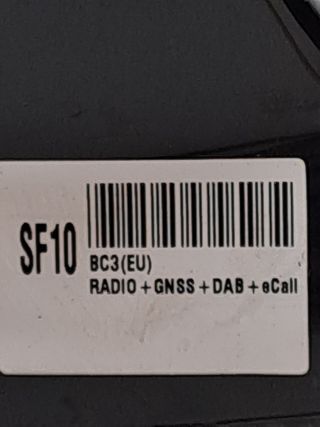 SF10
BC3(EU)
RADIO+GNSS+DAB+eCall